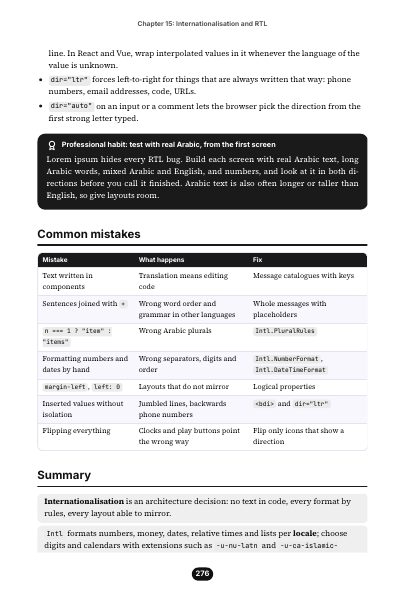 Chapter 15: Internationalisation and RTL
line. In React and Vue, wrap interpolated values in it whenever the language of the
value is unknown.
• dir="ltr" forces left-to-right for things that are always written that way: phone
numbers, email addresses, code, URLs.
• dir="auto" on an input or a comment lets the browser pick the direction from the
first strong letter typed.
Professional habit: test with real Arabic, from the first screen
Lorem ipsum hides every RTL bug. Build each screen with real Arabic text, long
Arabic words, mixed Arabic and English, and numbers, and look at it in both di-
rections before you call it finished. Arabic text is also often longer or taller than
English, so give layouts room.
Common mistakes
Mistake What happens Fix
Text written in Translation means editing Message catalogues with keys
components code
Sentences joined with + Wrong word order and Whole messages with
grammar in other languages placeholders
n === 1 ? "item" : Wrong Arabic plurals Intl.PluralRules
"items"
Formatting numbers and Wrong separators, digits and Intl.NumberFormat,
dates by hand order Intl.DateTimeFormat
margin-left, left: 0 Layouts that do not mirror Logical properties
Inserted values without Jumbled lines, backwards <bdi> and dir="ltr"
isolation phone numbers
Flipping everything Clocks and play buttons point Flip only icons that show a
the wrong way direction
Summary
Internationalisation is an architecture decision: no text in code, every format by
rules, every layout able to mirror.
Intl formats numbers, money, dates, relative times and lists per locale; choose
digits and calendars with extensions such as -u-nu-latn and -u-ca-islamic-
276